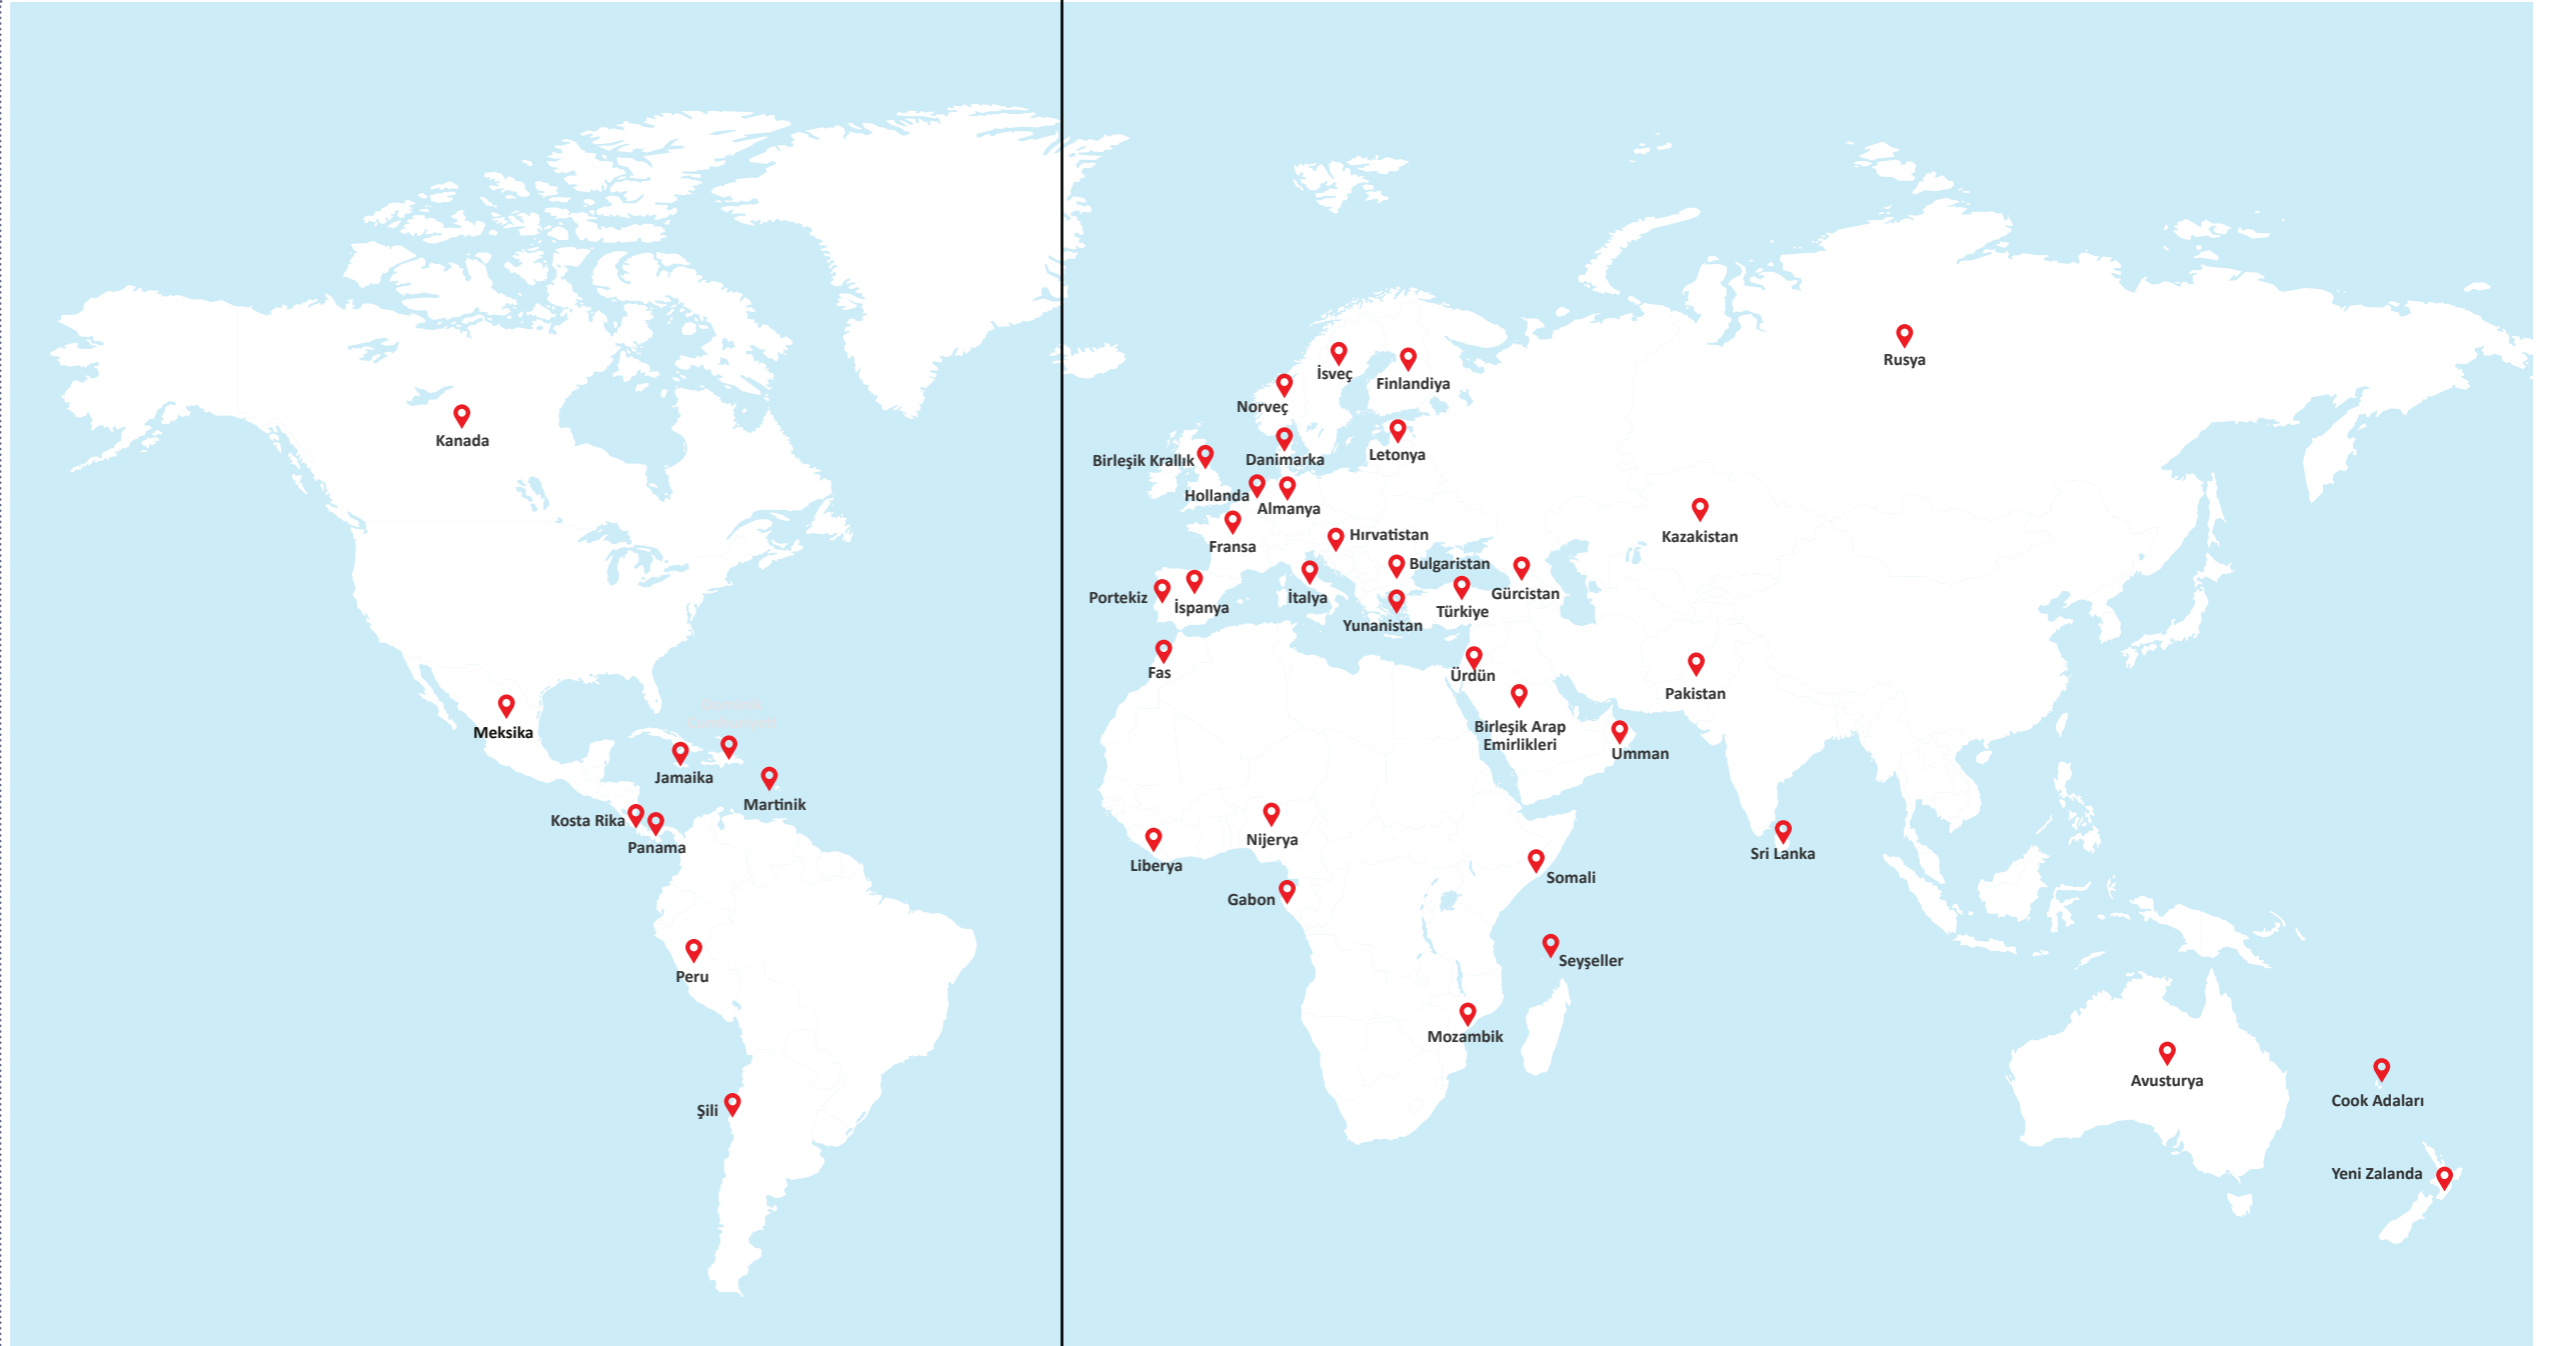 İsveç
Rusya
Finlandiya
Norveç
Kanada
Letonya
Danimarka
Birleşik Krallık
Hollanda
Almanya
Hırvatistan
Kazakistan
Fransa
Bulgaristan
Gürcistan
Portekiz
İspanya
İtalya
Türkiye
Yunanistan
Fas
Ürdün
Pakistan
Meksika
Birleşik Arap
Emirlikleri
Umman
Jamaika
Martinik
Kosta Rika
Panama
Nijerya
Sri Lanka
Liberya
Somali
Gabon
Seyşeller
Peru
Mozambik
Avusturya
Cook Adaları
Şili
Yeni Zalanda